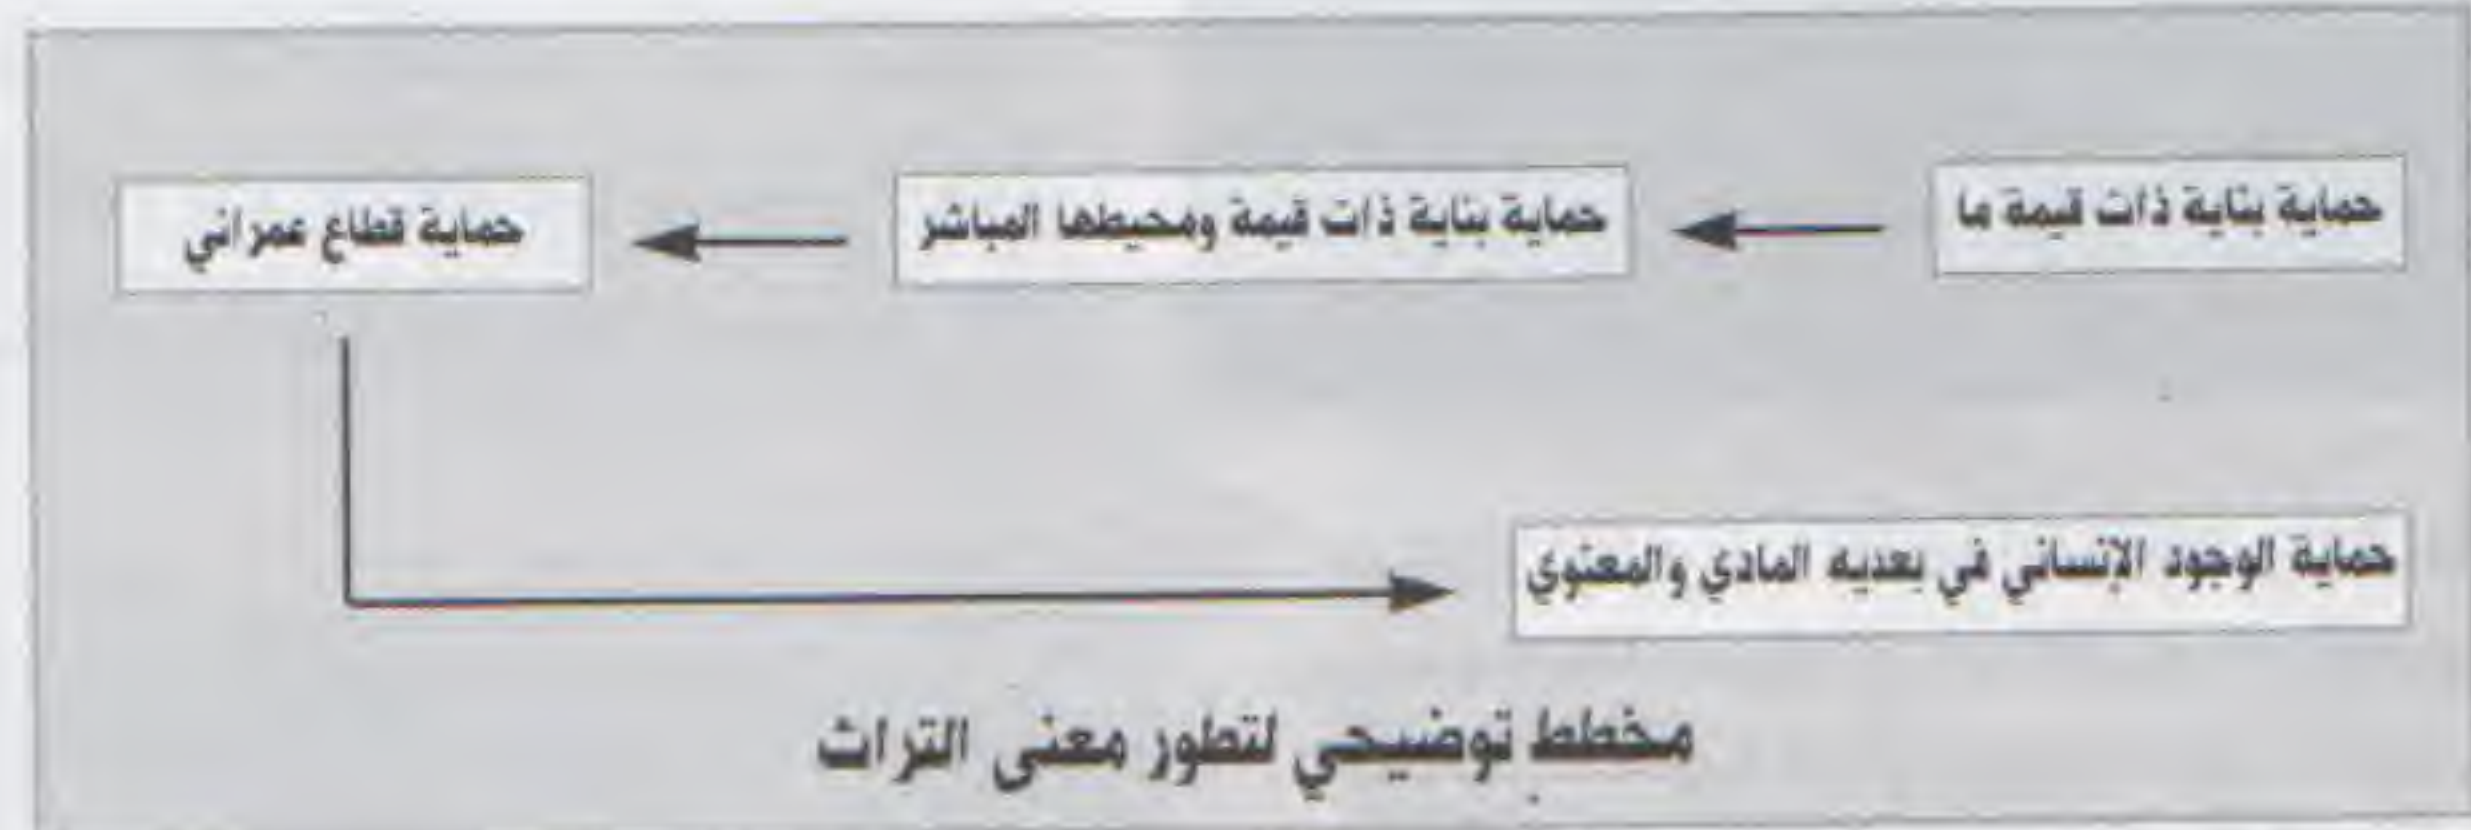 حماية بناية ذات قيمة ما
حماية بناية ذات قيمة ومحيطها المباشر
حماية قطاع عمراني
حماية الوجود الإنساني في بعديه المادي والمعنوي
مخطط توضيحي لتطور معنى التراث